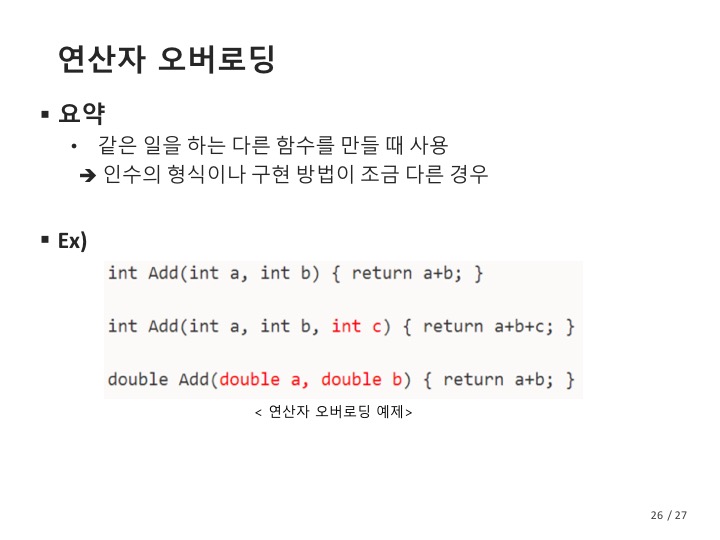 연산자 오버로딩
▪ 요약
• 같은 일을 하는 다른 함수를 만들 때 사용
➔ 인수의 형식이나 구현 방법이 조금 다른 경우
▪ Ex)
int Add(int a, int b) { return a+b; }
int Add(int a, int b, int c) { return a+b+c; }
double Add(double a, double b) { return a+b; }
< 연산자 오버로딩 예제>
26 / 27